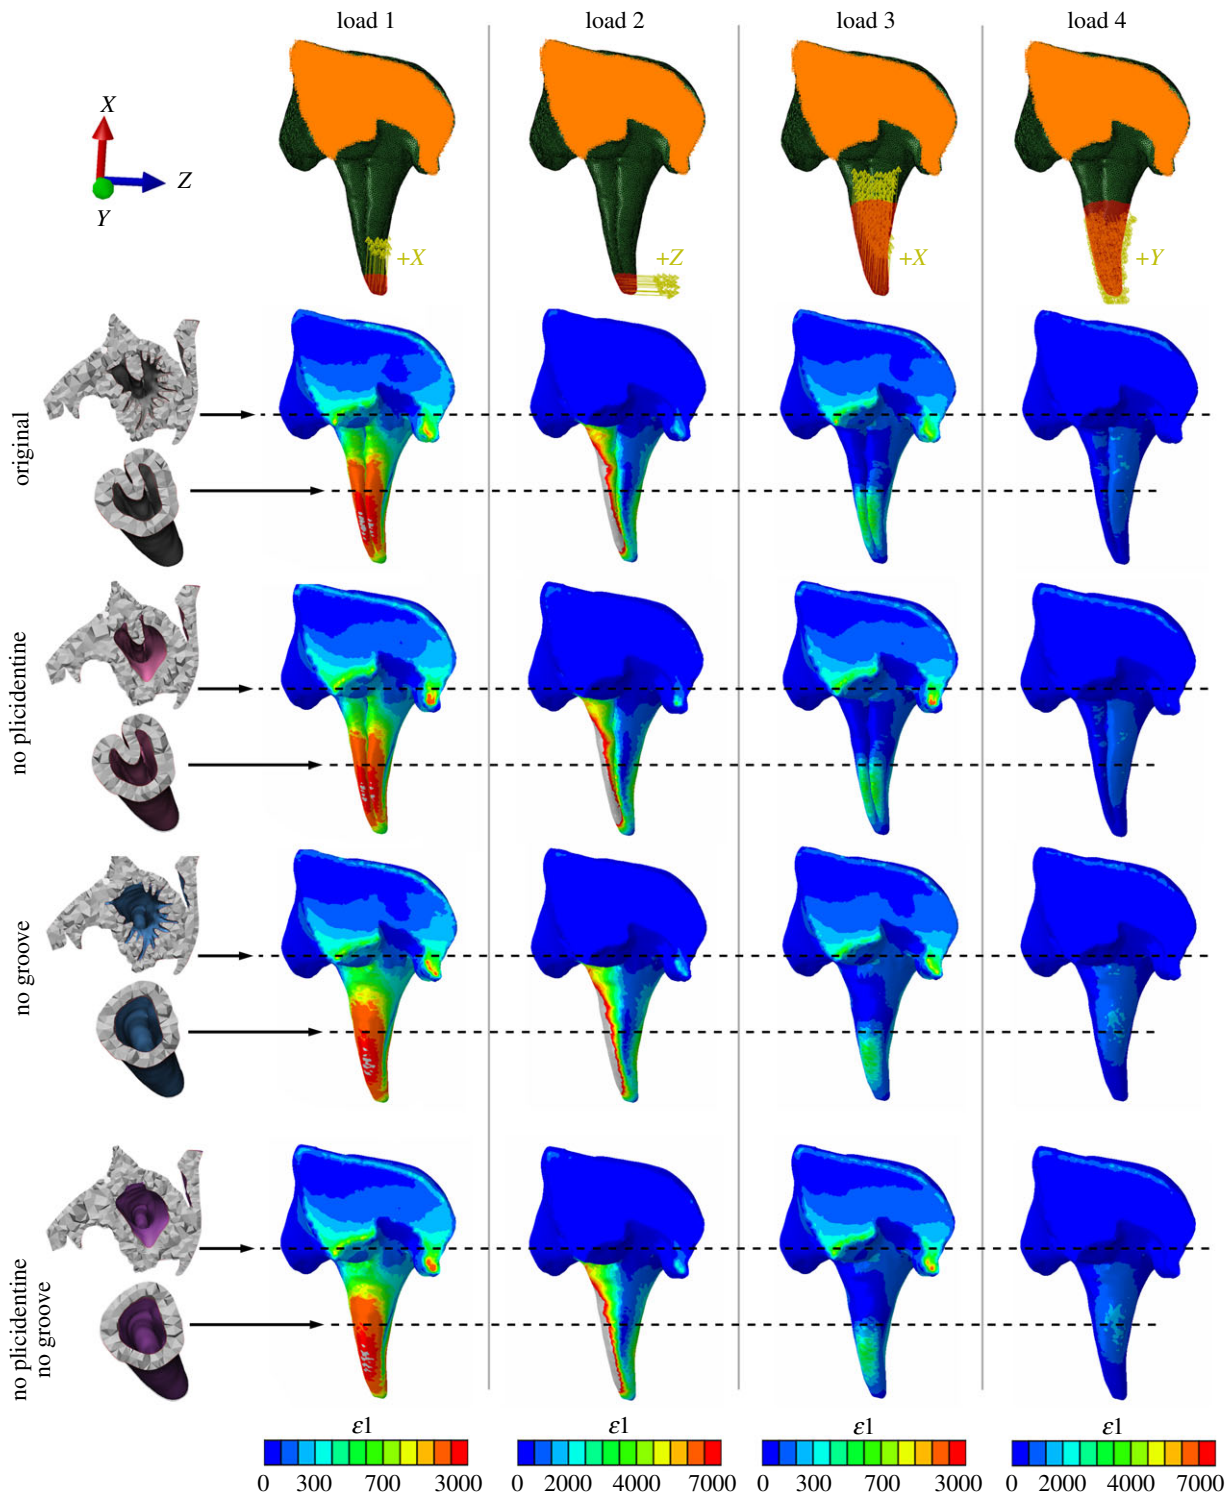 load 1 load 2 load 3 load 4
X
Z
Y
+X +Z +X +Y
original
no plicidentine
no groove
no plicidentine
no groove
ε1 ε1 ε1 ε1
0 300 700 3000 0 2000 4000 7000 0 300 700 3000 0 2000 4000 7000